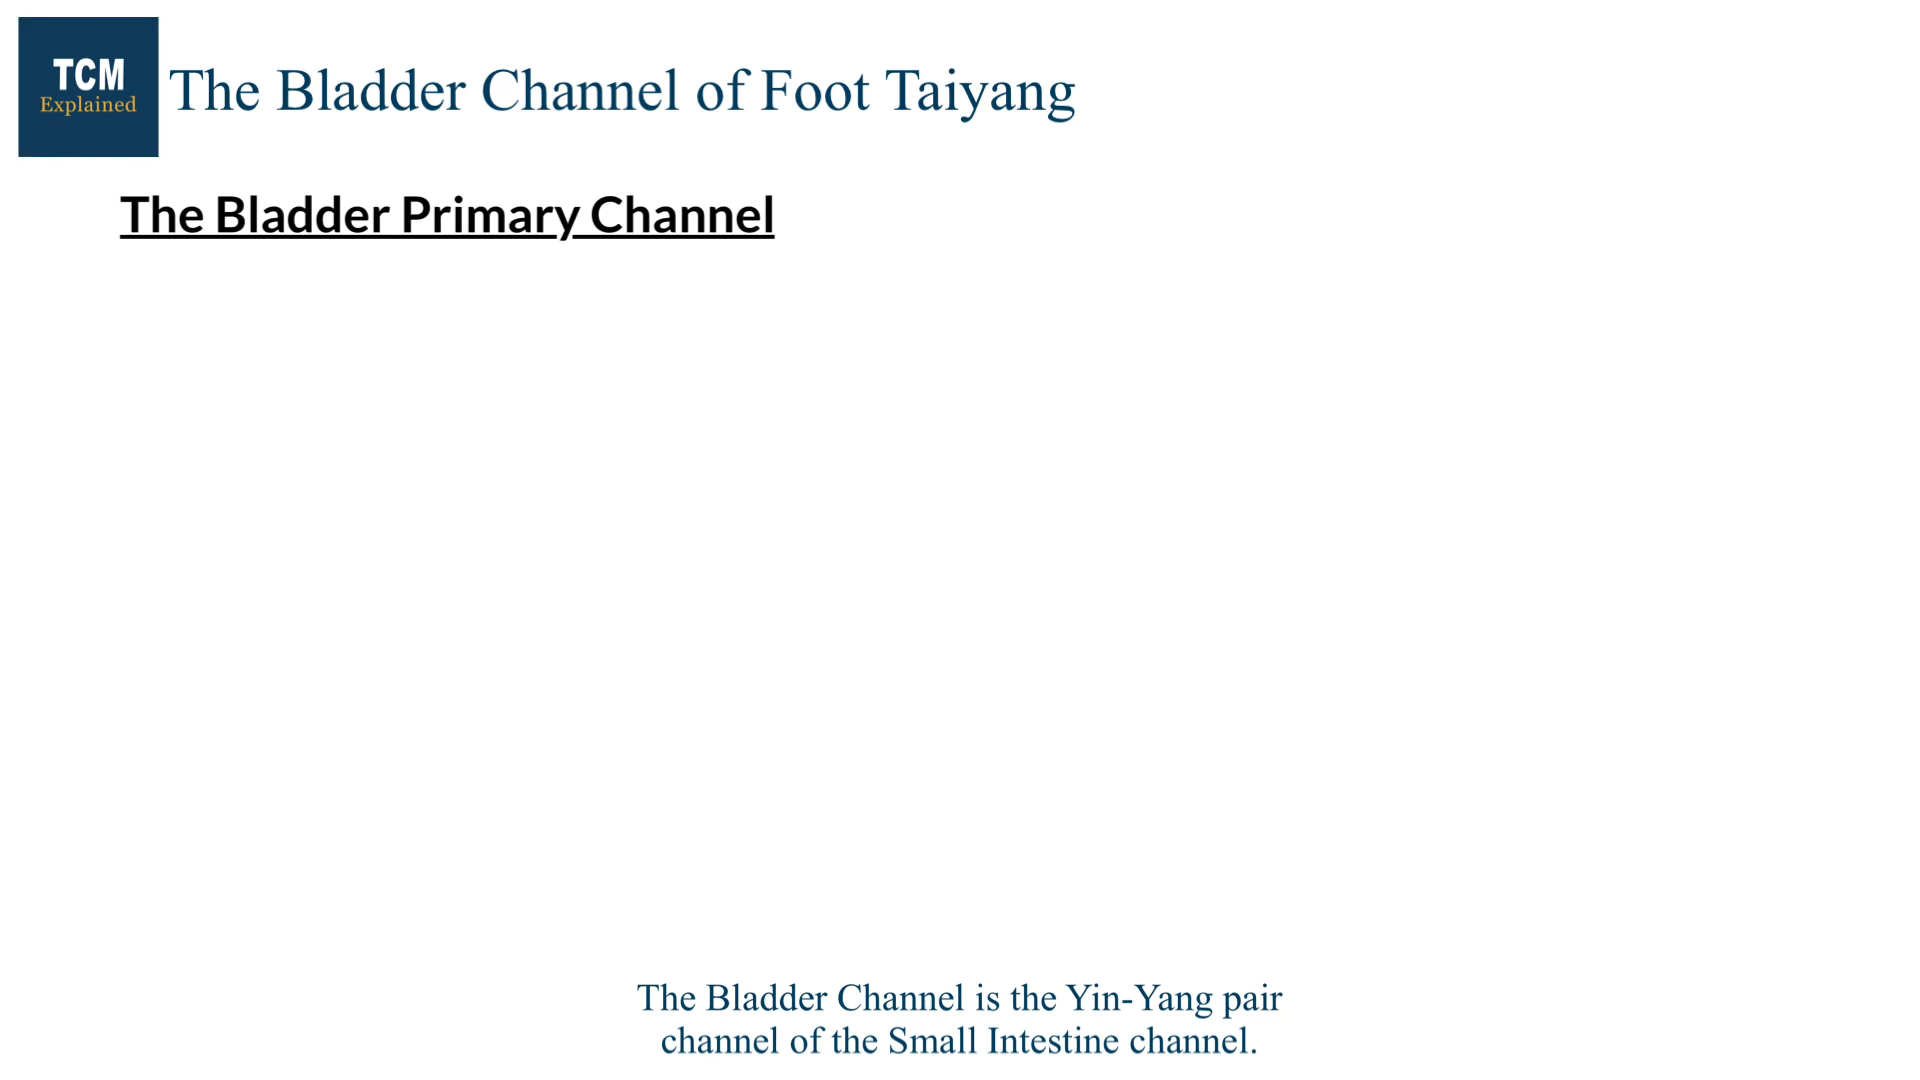 TCM
Explained
The Bladder Channel of Foot Taiyang
The Bladder Primary Channel
The Bladder Channel is the Yin-Yang pair
channel of the Small Intestine channel.